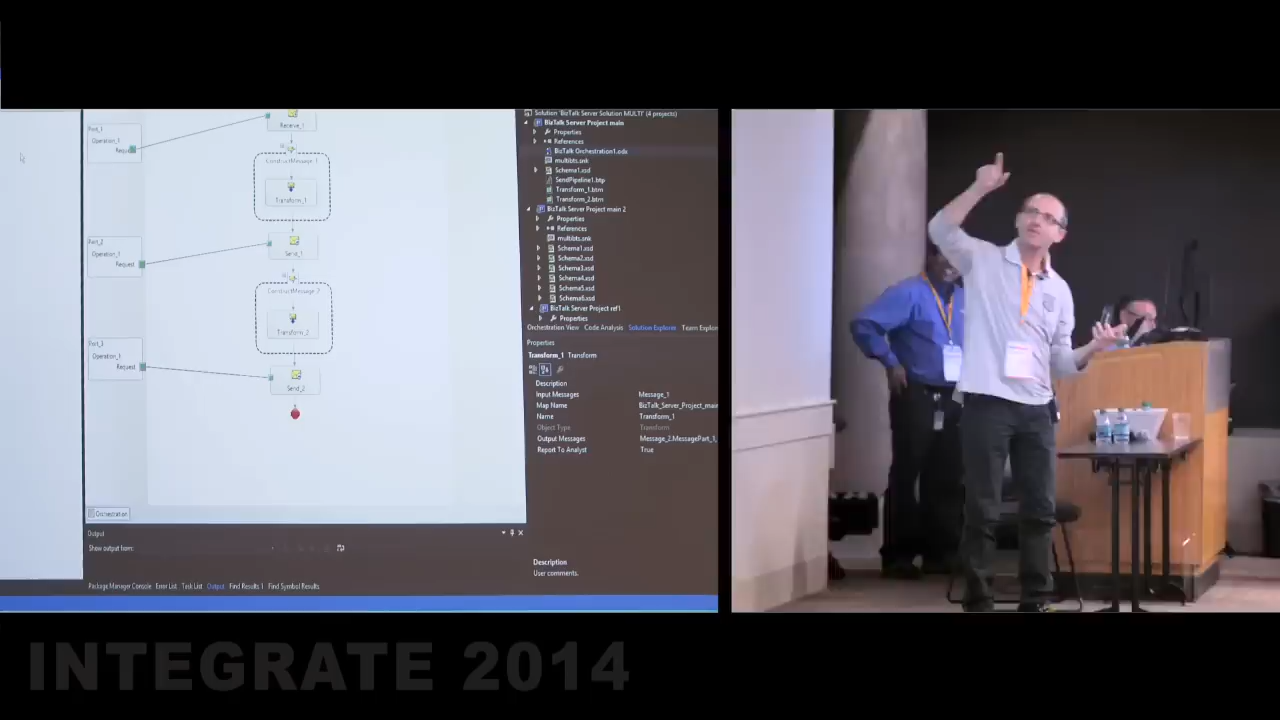 Port_1
Operation_1
Request
Receive_1
ConstructMessage_1
Transform_1
Port_2
Operation_1
Request
Send_1
ConstructMessage_2
Transform_2
Port_3
Operation_1
Request
Send_2
Orchestration
Output
Show output from:
Package Manager Console Error List Task List Output Find Results 1 Find Symbol Results
Solution 'BizTalk Server Solution MULTY' (4 projects)
BizTalk Server Project main
Properties
References
BizTalk Orchestration1.odx
multibts.snk
Schema1.xsd
SendPipeline1.btp
Transform_1.btm
Transform_2.btm
BizTalk Server Project main 2
Properties
References
multibts.snk
Schema1.xsd
Schema2.xsd
Schema3.xsd
Schema4.xsd
Schema5.xsd
Schema6.xsd
BizTalk Server Project ref1
Properties
Orchestration View Code Analysis Solution Explorer Team Explor
Properties
Transform_1 Transform
Description
Input Messages Message_1
Map Name BizTalk_Server_Project_main
Name Transform_1
Object Type Transform
Output Messages Message_2.MessagePart_1,
Report To Analyst True
Description
User comments.
INTEGRATE 2014